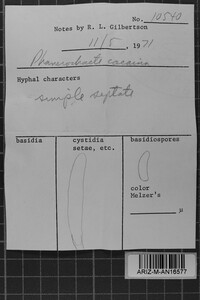 No. 10540
Notes by R. L. Gilbertson
11/5, 1971
Phanerochaete cacaina
Hyphal characters
simple septate
basidia
cystidia
setae, etc.
basidiospores
color
Melzer's
μ
ARIZ-M-AN16577